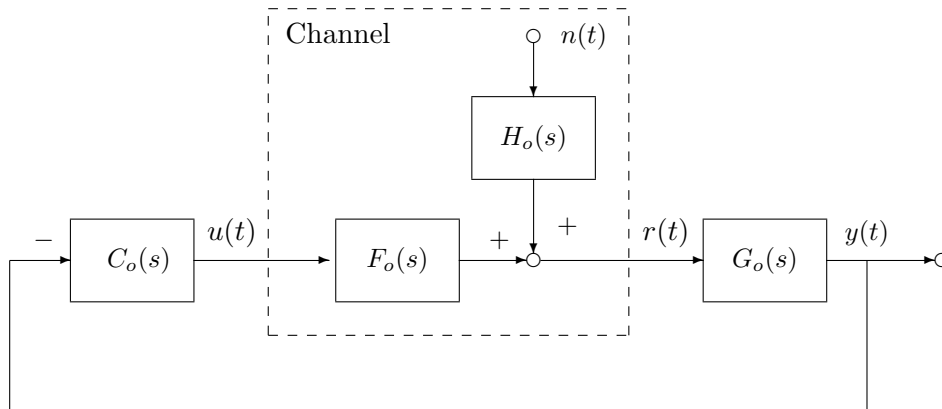 Channel
n(t)
H_o(s)
+
− C_o(s) u(t) F_o(s) + r(t) G_o(s) y(t)